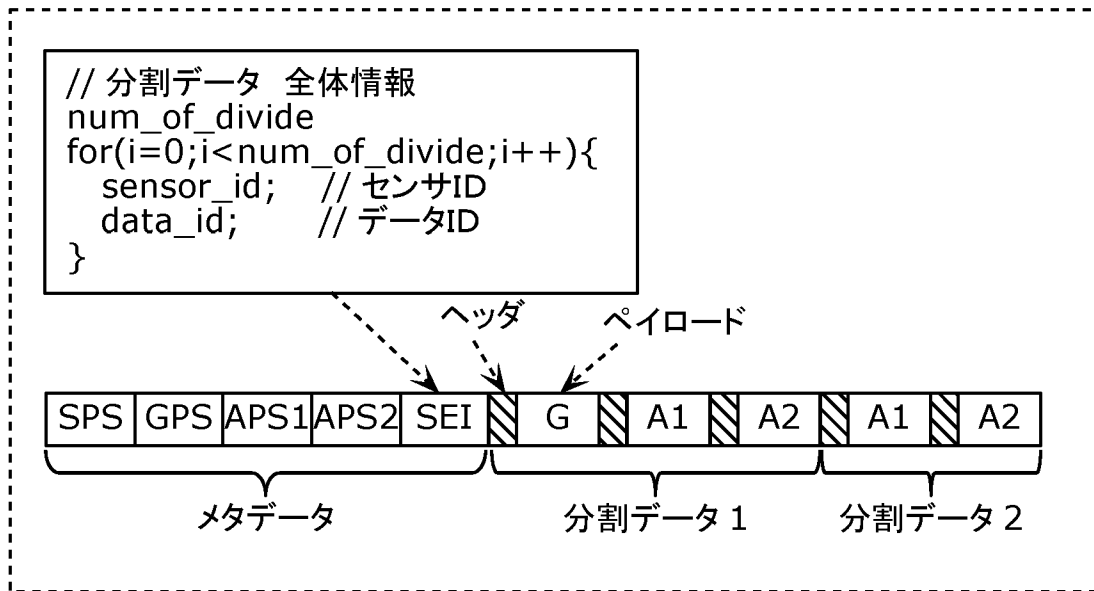 // 分割データ 全体情報
num_of_divide
for(i=0;i<num_of_divide;i++){
sensor_id; // センサID
data_id; // データID
}
ヘッダ ペイロード
SPS GPS APS1 APS2 SEI G A1 A2 A1 A2
メタデータ 分割データ1 分割データ2